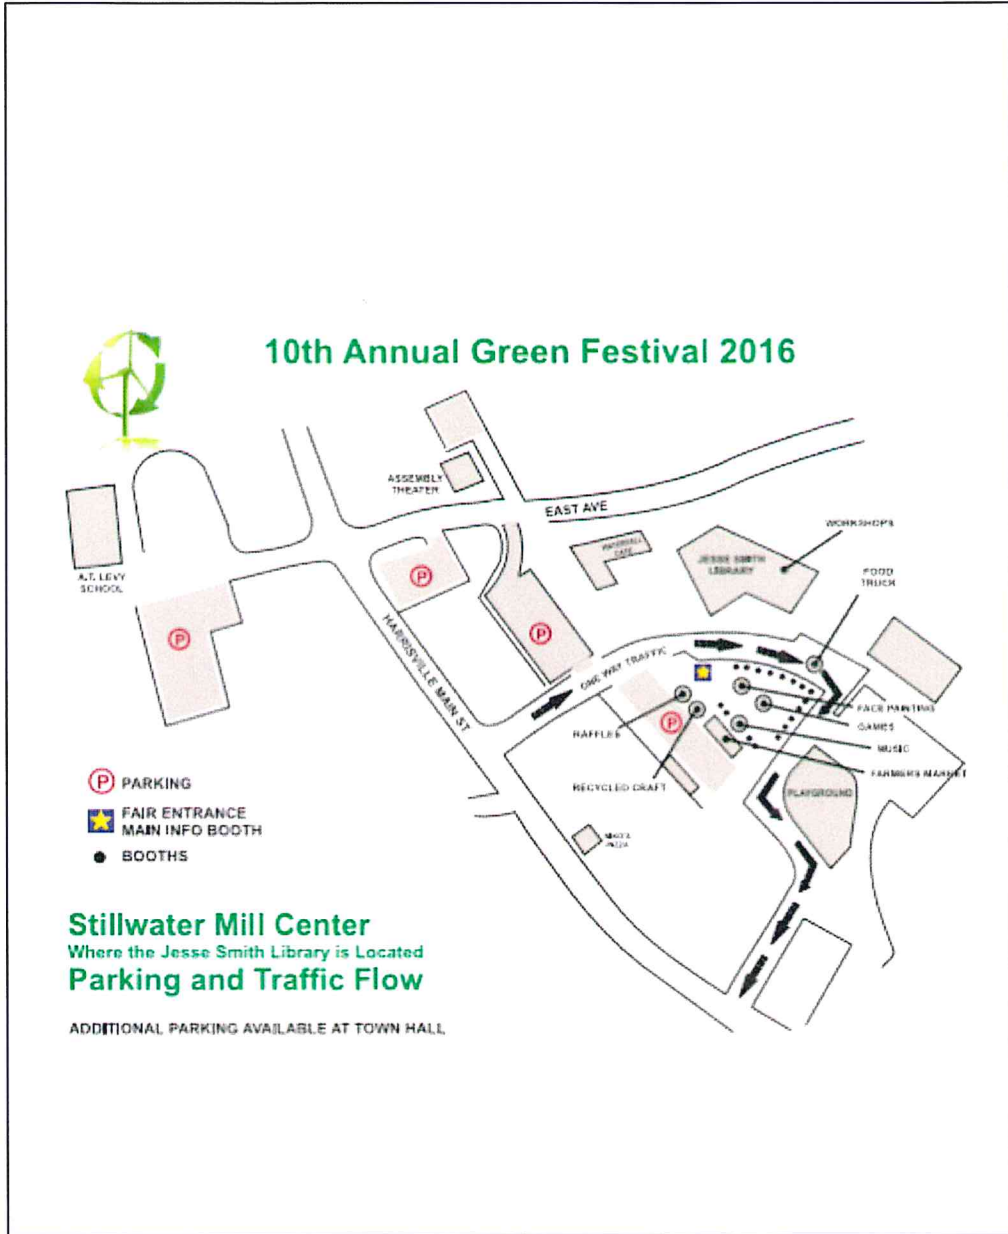 10th Annual Green Festival 2016
ASSEMBLY
THEATER
EAST AVE
WORKSHOPS
JESSE SMITH
LIBRARY
FOOD
TRUCK
A.T. LEVY
SCHOOL
P
P
P
P
HARRISVILLE MAIN ST
ONE WAY TRAFFIC
RAFFLES
RECYCLED CRAFT
FACE PAINTING
GAMES
MUSIC
FARMERS MARKET
PLAYGROUND
PIZZA
P PARKING
FAIR ENTRANCE
MAIN INFO BOOTH
BOOTHS
Stillwater Mill Center
Where the Jesse Smith Library is Located
Parking and Traffic Flow
ADDITIONAL PARKING AVAILABLE AT TOWN HALL